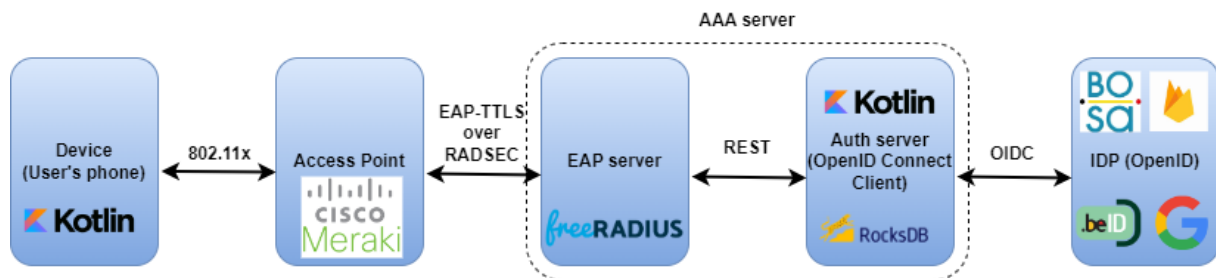 AAA server
Device
(User's phone)
Kotlin
802.11x
Access Point
CISCO
Meraki
EAP-TTLS
over
RADSEC
EAP server
freeRADIUS
REST
Kotlin
Auth server
(OpenID Connect
Client)
RocksDB
OIDC
BO
sa
IDP (OpenID)
.beID
G